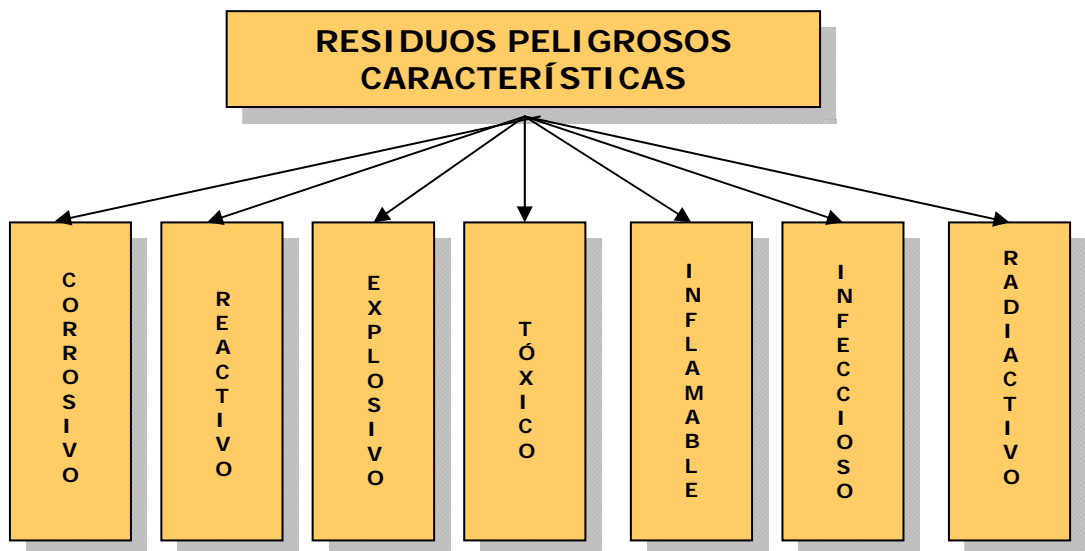 RESIDUOS PELIGROSOS
CARACTERÍSTICAS
CORROSIVO
REACTIVO
EXPLOSIVO
TÓXICO
INFLAMABLE
INFECCIOSO
RADIACTIVO